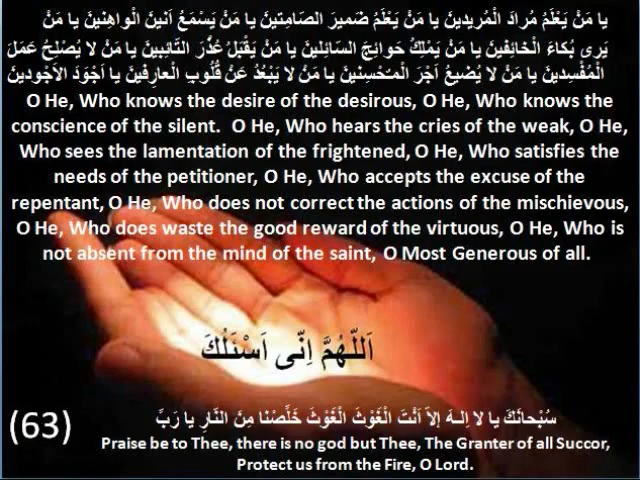 يا مَنْ يَعْلَمُ مُرادَ الْمُريدينَ يا مَنْ يَعْلَمُ ضَميرَ الصّامِتينَ يا مَنْ يَسْمَعُ اَنينَ الْواهِنينَ يا مَنْ
يَرى بُكاءَ الْخائِفينَ يا مَنْ يَمْلِكُ حَوائِجَ السّائِلينَ يا مَنْ يَقْبَلُ عُذْرَ التّائِبينَ يا مَنْ لا يُصْلِحُ عَمَلَ
الْمُفْسِدينَ يا مَنْ لا يُضيعُ اَجْرَ الْمـُحْسِنينَ يا مَنْ لا يَبْعُدُ عَنْ قُلُوبِ الْعارِفينَ يا اَجْوَدَ الاَْجْودينَ
O He, Who knows the desire of the desirous, O He, Who knows the
conscience of the silent. O He, Who hears the cries of the weak, O He,
Who sees the lamentation of the frightened, O He, Who satisfies the
needs of the petitioner, O He, Who accepts the excuse of the
repentant, O He, Who does not correct the actions of the mischievous,
O He, Who does waste the good reward of the virtuous, O He, Who is
not absent from the mind of the saint, O Most Generous of all.
اَللّهُمَّ اِنّى اَسْئَلُكَ
سُبْحانَكَ يا لا اِلـهَ اِلاّ اَنْتَ الْغَوْثَ الْغَوْثَ خَلِّصْنا مِنَ النّارِ يا رَبِّ
(63)
Praise be to Thee, there is no god but Thee, The Granter of all Succor,
Protect us from the Fire, O Lord.